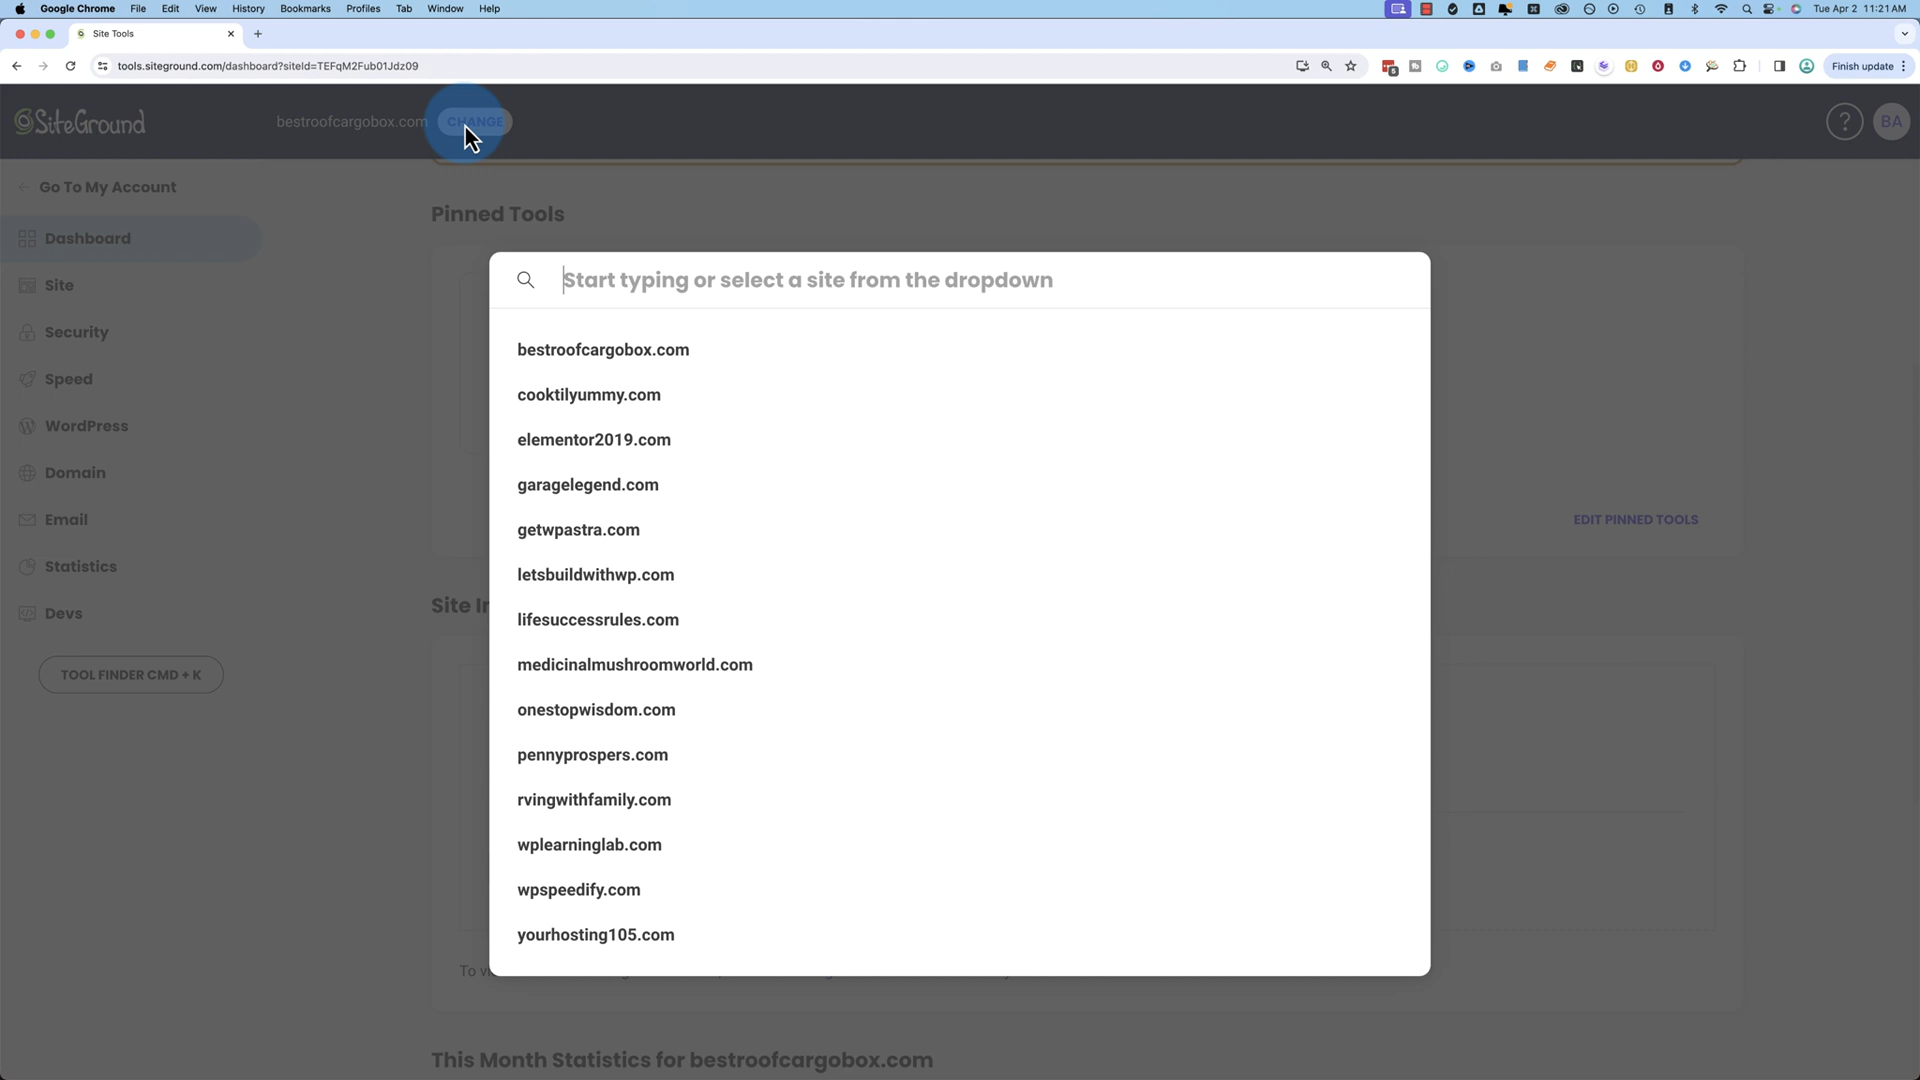 Google Chrome File Edit View History Bookmarks Profiles Tab Window Help Tue Apr 2 11:21 AM
Site Tools
tools.siteground.com/dashboard?siteId=TEFqM2Fub01Jdz09 5 Finish update
SiteGround bestroofcargobox.com CHANGE ? BA
Go To My Account
Pinned Tools
Dashboard
Site
Security
Speed
WordPress
Domain
Email
Statistics
Devs
TOOL FINDER CMD + K
Start typing or select a site from the dropdown
bestroofcargobox.com
cooktilyummy.com
elementor2019.com
garagelegend.com
getwpastra.com
letsbuildwithwp.com
lifesuccessrules.com
medicinalmushroomworld.com
onestopwisdom.com
pennyprospers.com
rvingwithfamily.com
wplearninglab.com
wpspeedify.com
yourhosting105.com
EDIT PINNED TOOLS
Site
To
This Month Statistics for bestroofcargobox.com